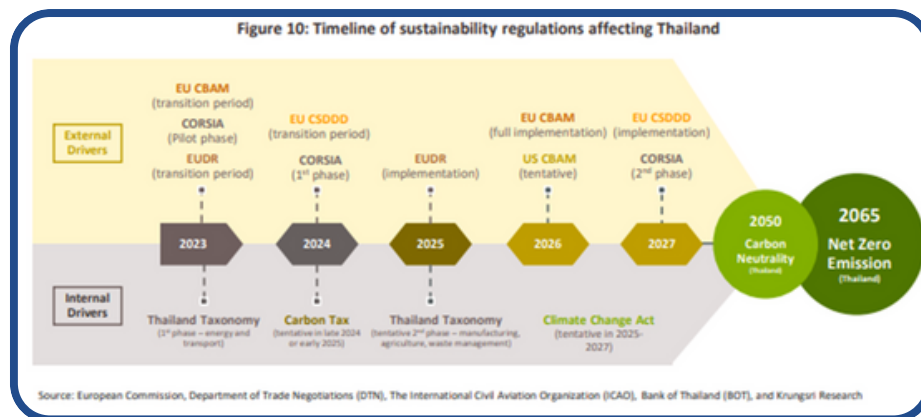 Figure 10: Timeline of sustainability regulations affecting Thailand
External
Drivers
EU CBAM
(transition period)
CORSIA
(Pilot phase)
EUDR
(transition period)
EU CSDDD
(transition period)
CORSIA
(1st phase)
EUDR
(implementation)
EU CBAM
(full implementation)
US CBAM
(tentative)
EU CSDDD
(implementation)
CORSIA
(2nd phase)
2023
2024
2025
2026
2027
2050
Carbon
Neutrality
(Thailand)
2065
Net Zero
Emission
(Thailand)
Internal
Drivers
Thailand Taxonomy
(1st phase – energy and
transport)
Carbon Tax
(tentative in late 2024
or early 2025)
Thailand Taxonomy
(tentative 2nd phase – manufacturing,
agriculture, waste management)
Climate Change Act
(tentative in 2025-
2027)
Source: European Commission, Department of Trade Negotiations (DTN), The International Civil Aviation Organization (ICAO), Bank of Thailand (BOT), and Krungsri Research